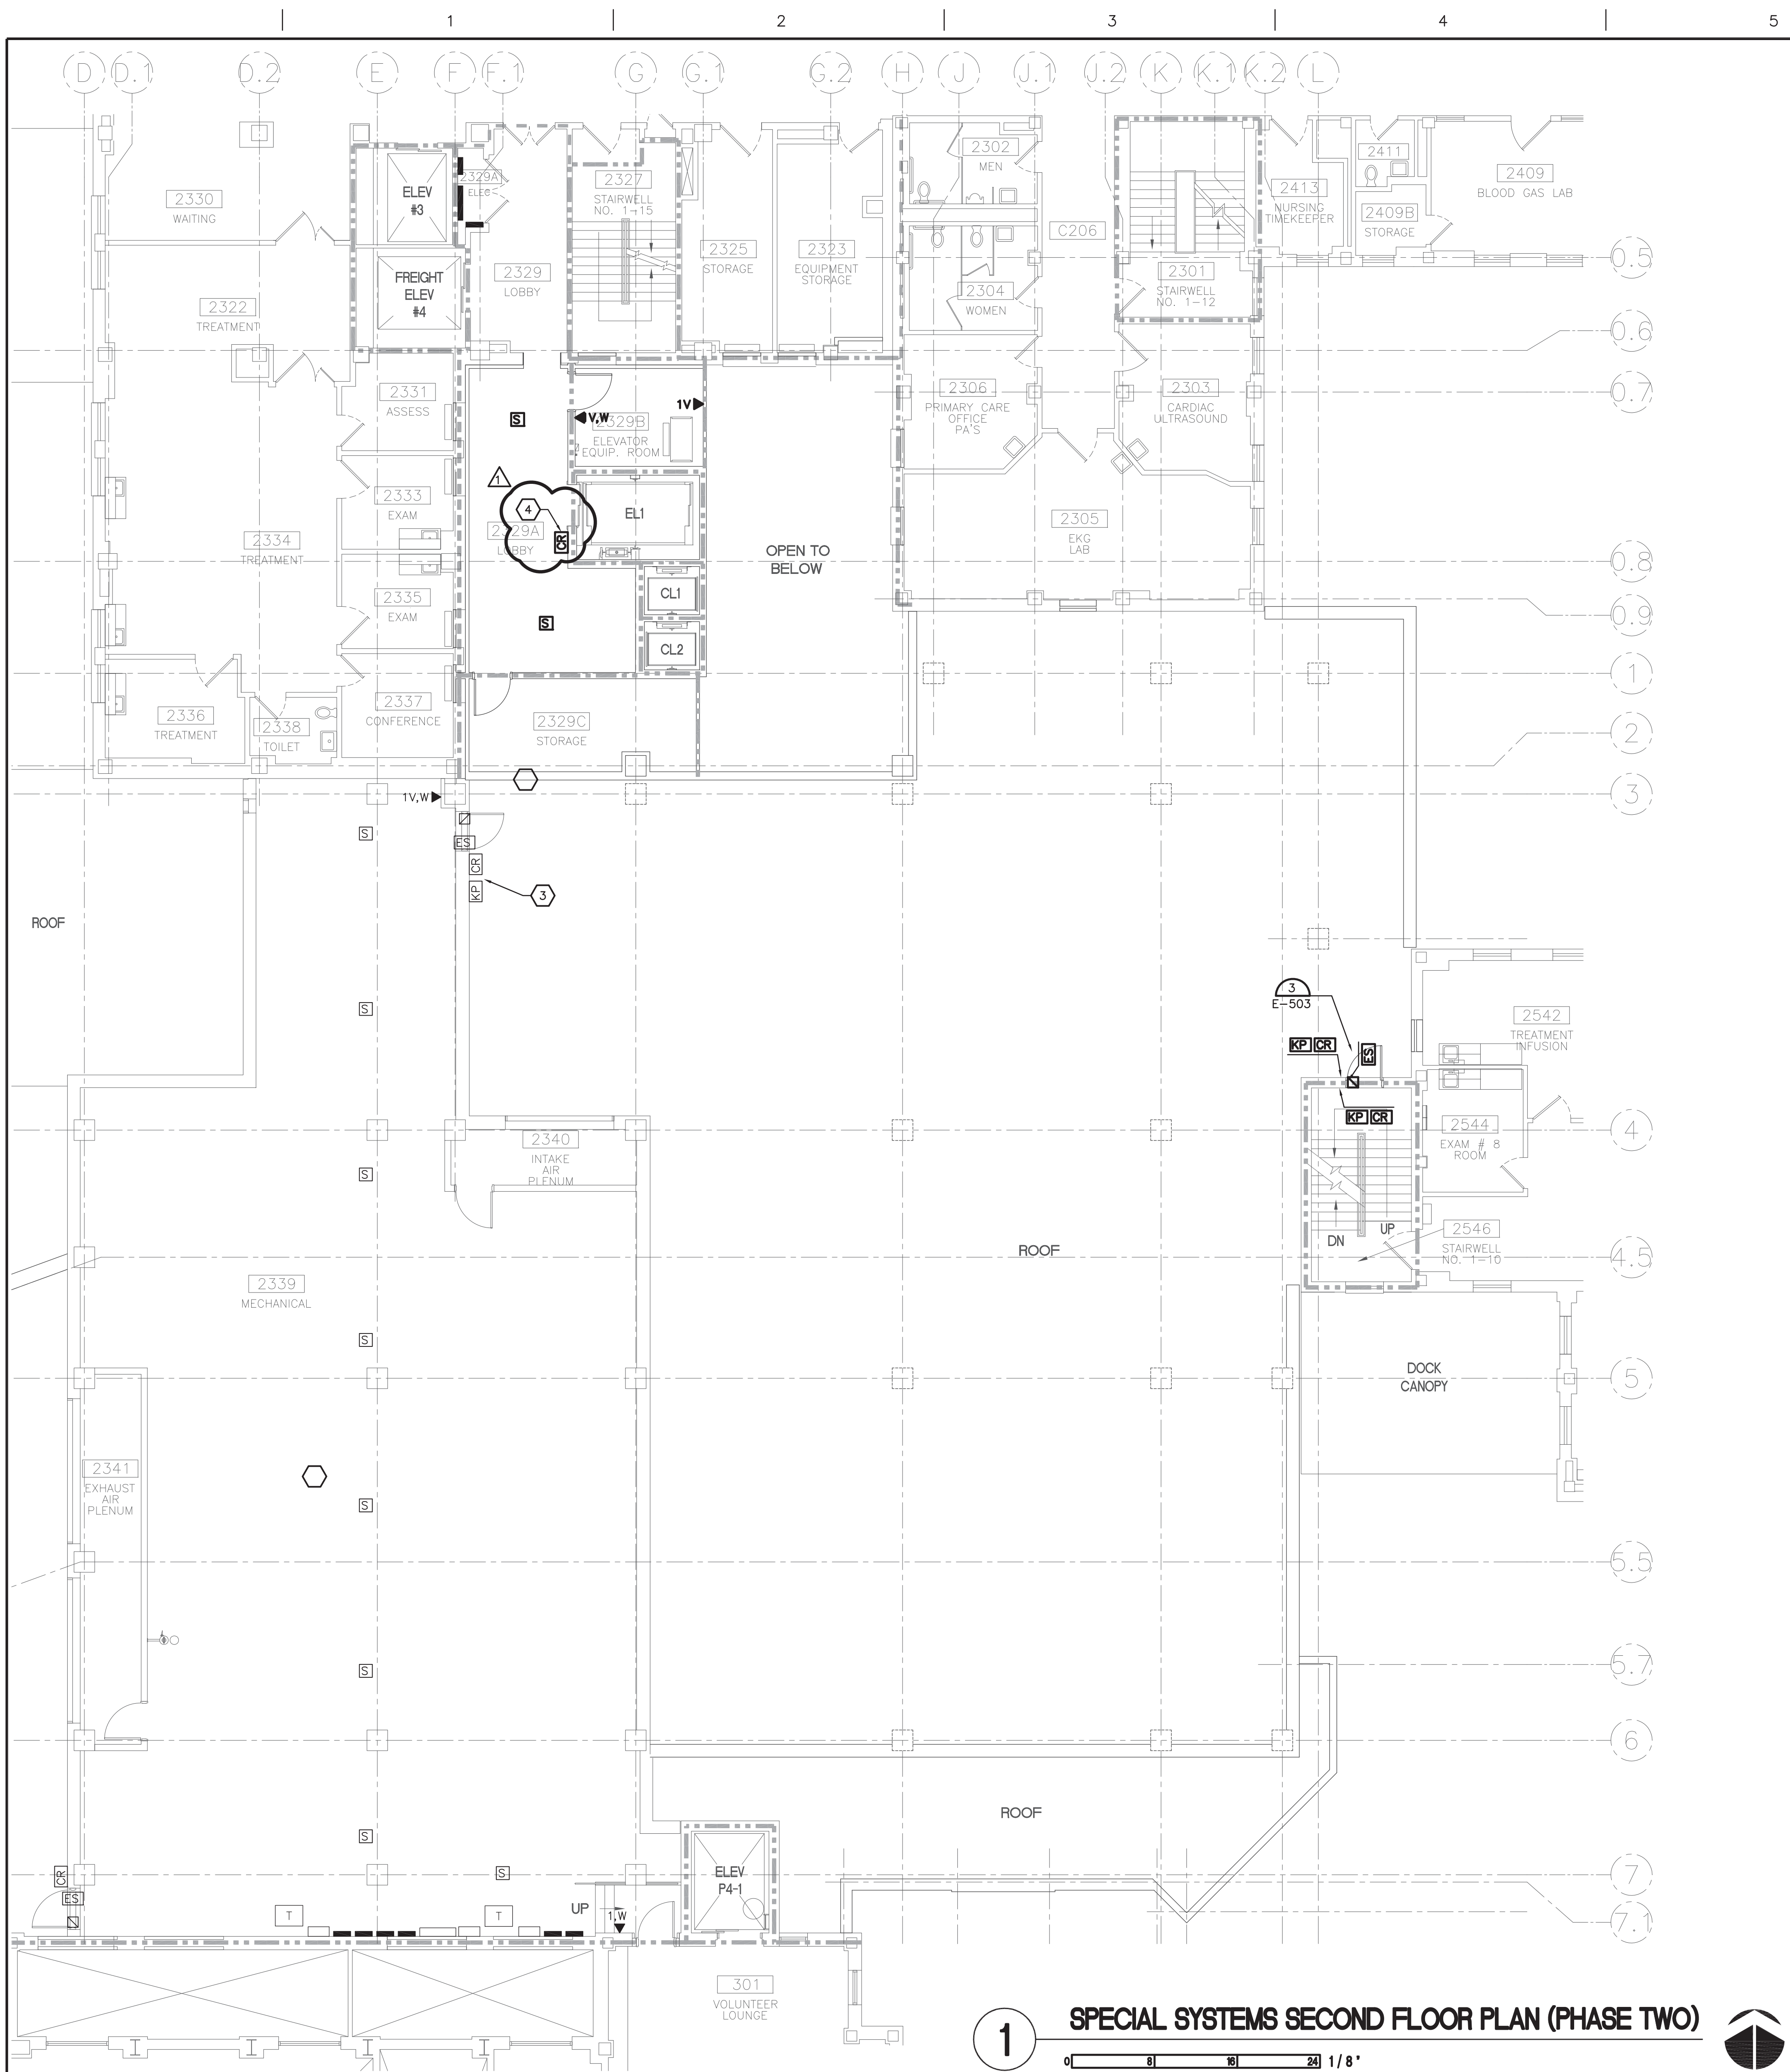 1 2 3 4 5
D D.1 D.2 E F F.1 G G.1 G.2 H J J.1 J.2 K K.1 K.2 L
2330
WAITING
ELEV
#3
2329A
ELEC
2327
STAIRWELL
NO. 1-15
2302
MEN
2413
NURSING
TIMEKEEPER
2411
2409
BLOOD GAS LAB
2409B
STORAGE
2322
TREATMENT
FREIGHT
ELEV
#4
2329
LOBBY
2325
STORAGE
2323
EQUIPMENT
STORAGE
C206
2304
WOMEN
2301
STAIRWELL
NO. 1-12
0.5
0.6
0.7
2331
ASSESS
S
V,W
2329B
ELEVATOR
EQUIP. ROOM
1V
2306
PRIMARY CARE
OFFICE
PA'S
2303
CARDIAC
ULTRASOUND
2333
EXAM
1
4
2329A
LOBBY
CR
EL1
2305
EKG
LAB
OPEN TO
BELOW
2334
TREATMENT
0.8
0.9
2335
EXAM
S
CL1
CL2
1
2336
TREATMENT
2338
TOILET
2337
CONFERENCE
2329C
STORAGE
2
3
1V,W
S
ES
CR
KP
3
ROOF
3
E-503
2542
TREATMENT
INFUSION
S
KP CR
ES
KP CR
2544
EXAM # 8
ROOM
4
2340
INTAKE
AIR
PLENUM
S
DN
UP
2546
STAIRWELL
NO. 1-10
ROOF
4.5
2339
MECHANICAL
S
DOCK
CANOPY
5
2341
EXHAUST
AIR
PLENUM
S
5.5
S
5.7
6
ROOF
S
S
CR
ES
ELEV
P4-1
7
T
T
UP
1,W
7.1
301
VOLUNTEER
LOUNGE
1
SPECIAL SYSTEMS SECOND FLOOR PLAN (PHASE TWO)
0 8 16 24 1/8'